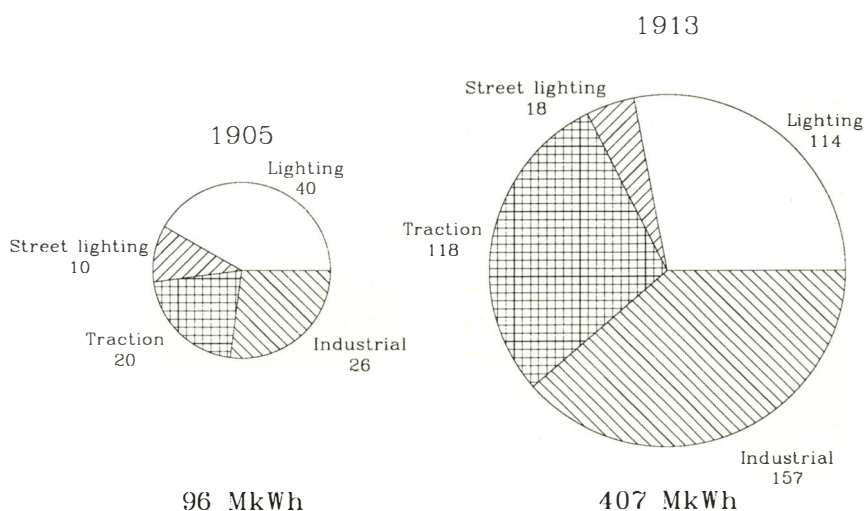 1905
Lighting
40
Street lighting
10
Traction
20
Industrial
26
96 MkWh
1913
Street lighting
18
Lighting
114
Traction
118
Industrial
157
407 MkWh